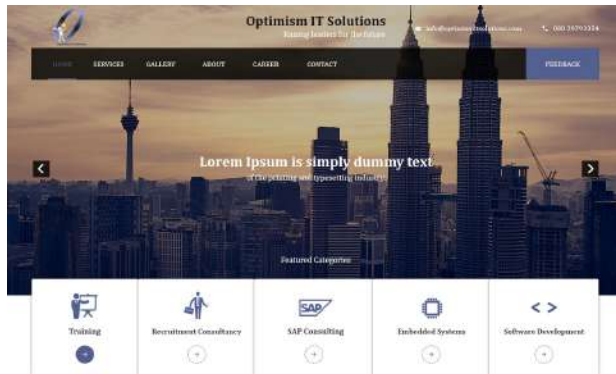 Optimism IT Solutions
Raising leaders for the future
HOME SERVICES GALLERY ABOUT CAREER CONTACT FEEDBACK
Lorem Ipsum is simply dummy text
of the printing and typesetting industry.
Featured Categories
SAP
Training Recruitment Consultancy SAP Consulting Embedded Systems Software Development